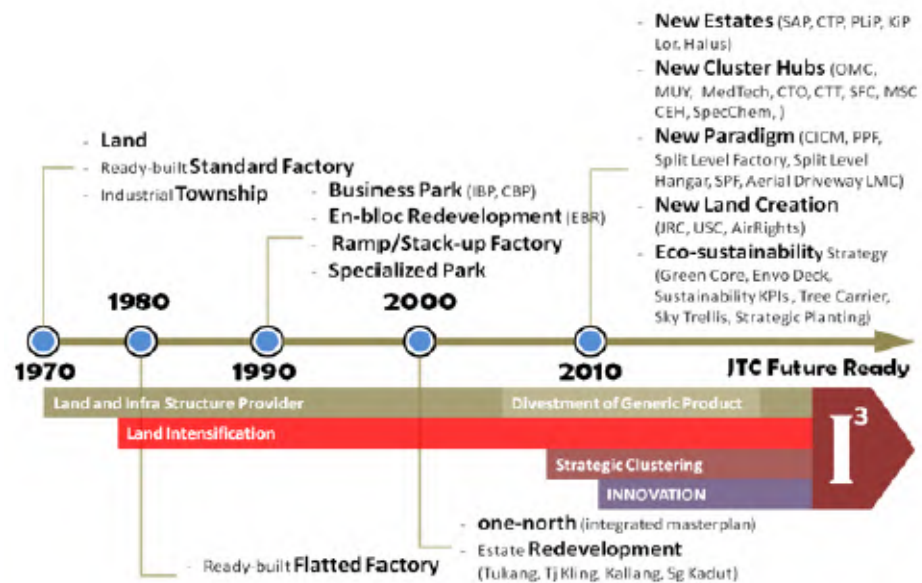 - New Estates (SAP, CTP, PLiP, KiP
Lor. Halus)
- New Cluster Hubs (OMC,
MUY, MedTech, CTO, CTT, SFC, MSC
CEH, SpecChem, )
- New Paradigm (CICM, PPF,
Split Level Factory, Split Level
Hangar, SPF, Aerial Driveway LMC)
- New Land Creation
(JRC, USC, AirRights)
- Eco-sustainability Strategy
(Green Core, Envo Deck,
Sustainability KPIs, Tree Carrier,
Sky Trellis, Strategic Planting)
- Land
- Ready-built Standard Factory
- Industrial Township
- Business Park (IBP, CBP)
- En-bloc Redevelopment (EBR)
- Ramp/Stack-up Factory
- Specialized Park
1980
2000
1970
1990
2010
JTC Future Ready
Land and Infra Structure Provider
Divestment of Generic Product
Land Intensification
Strategic Clustering
INNOVATION
I³
- one-north (integrated masterplan)
- Estate Redevelopment
(Tukang, Tj Kling, Kallang, Sg Kadut)
- Ready-built Flatted Factory